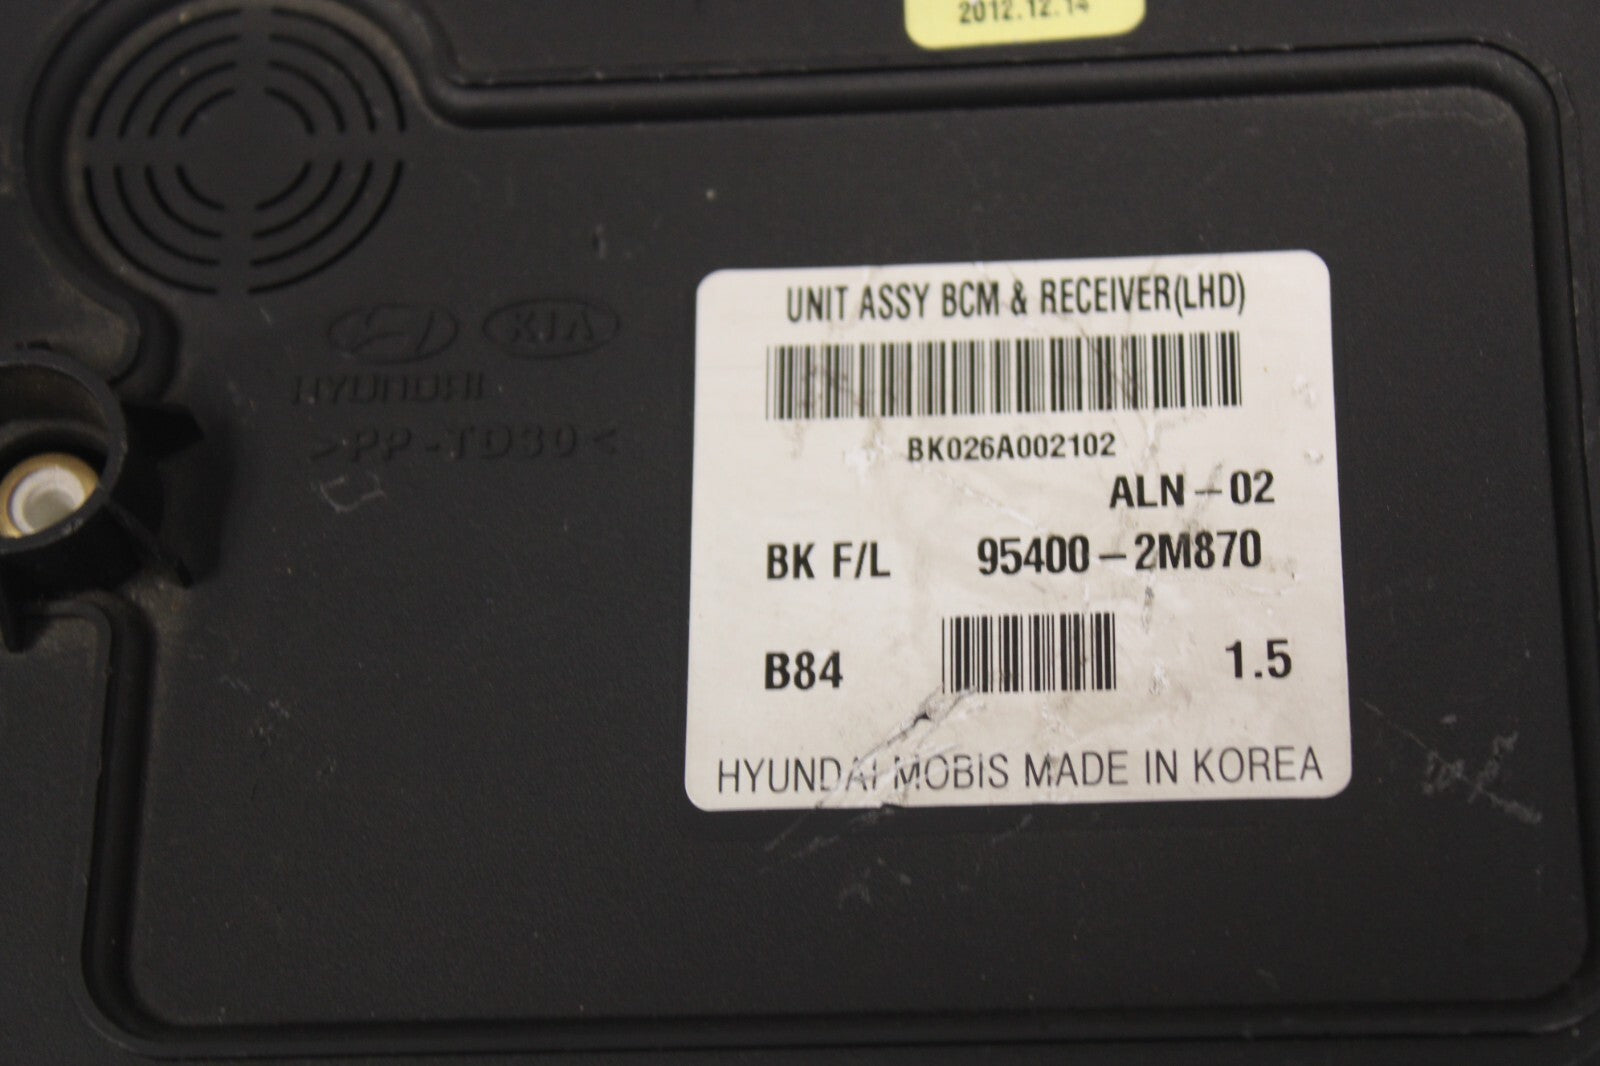 2012.12.14
KIA
HYUNDAI
>PP-TD30<
UNIT ASSY BCM & RECEIVER(LHD)
BK026A002102
ALN-02
BK F/L 95400-2M870
B84 1.5
HYUNDAI MOBIS MADE IN KOREA